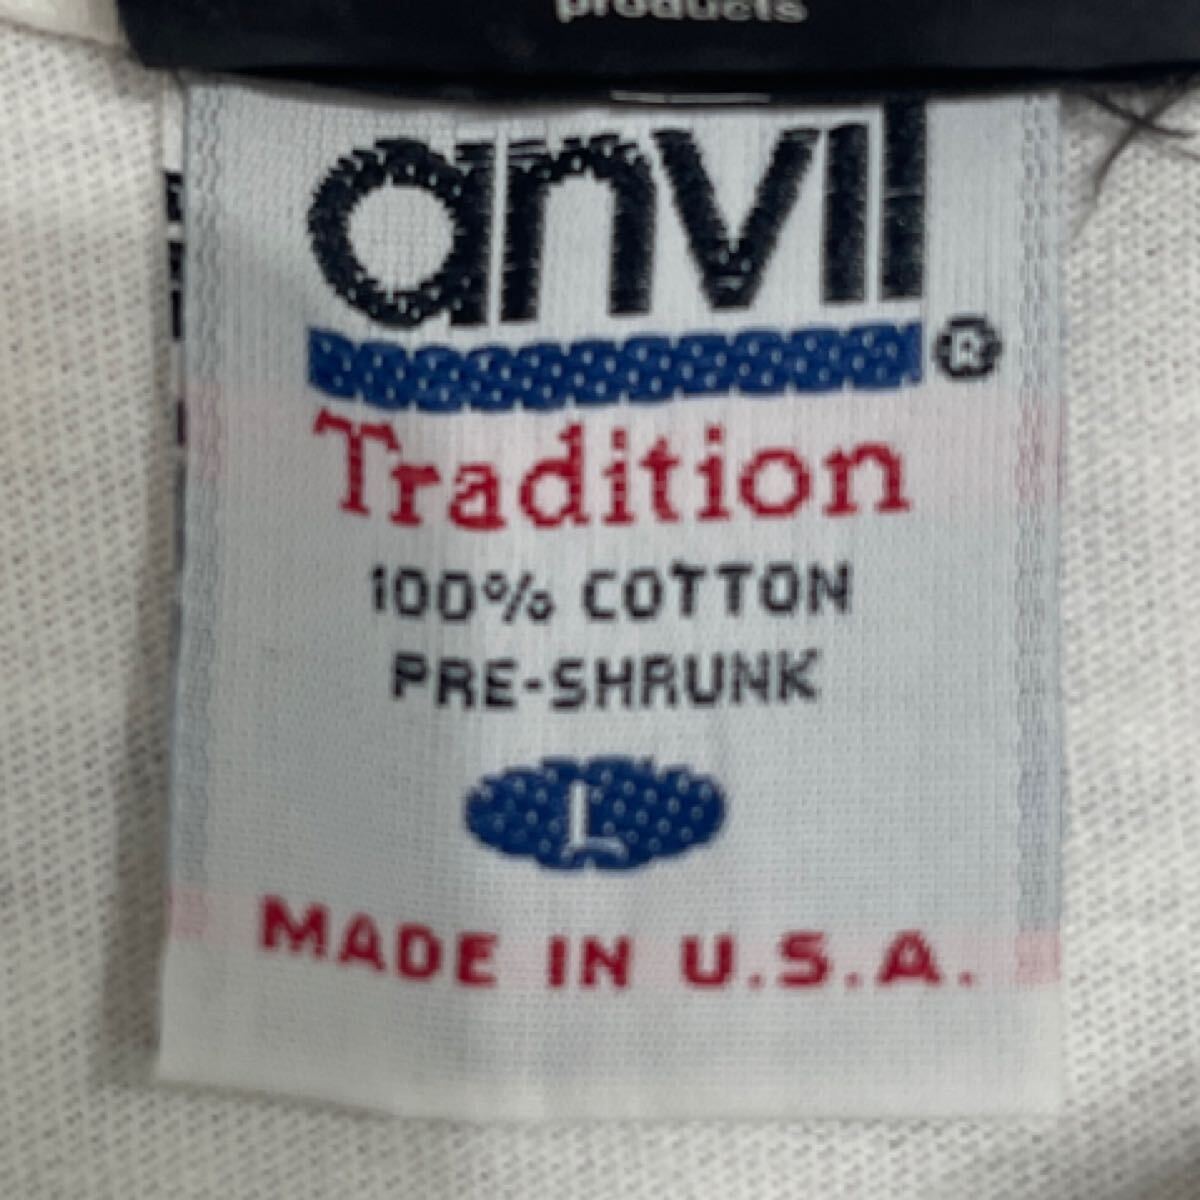 products
anvil®
Tradition
100% COTTON
PRE-SHRUNK
L
MADE IN U.S.A.